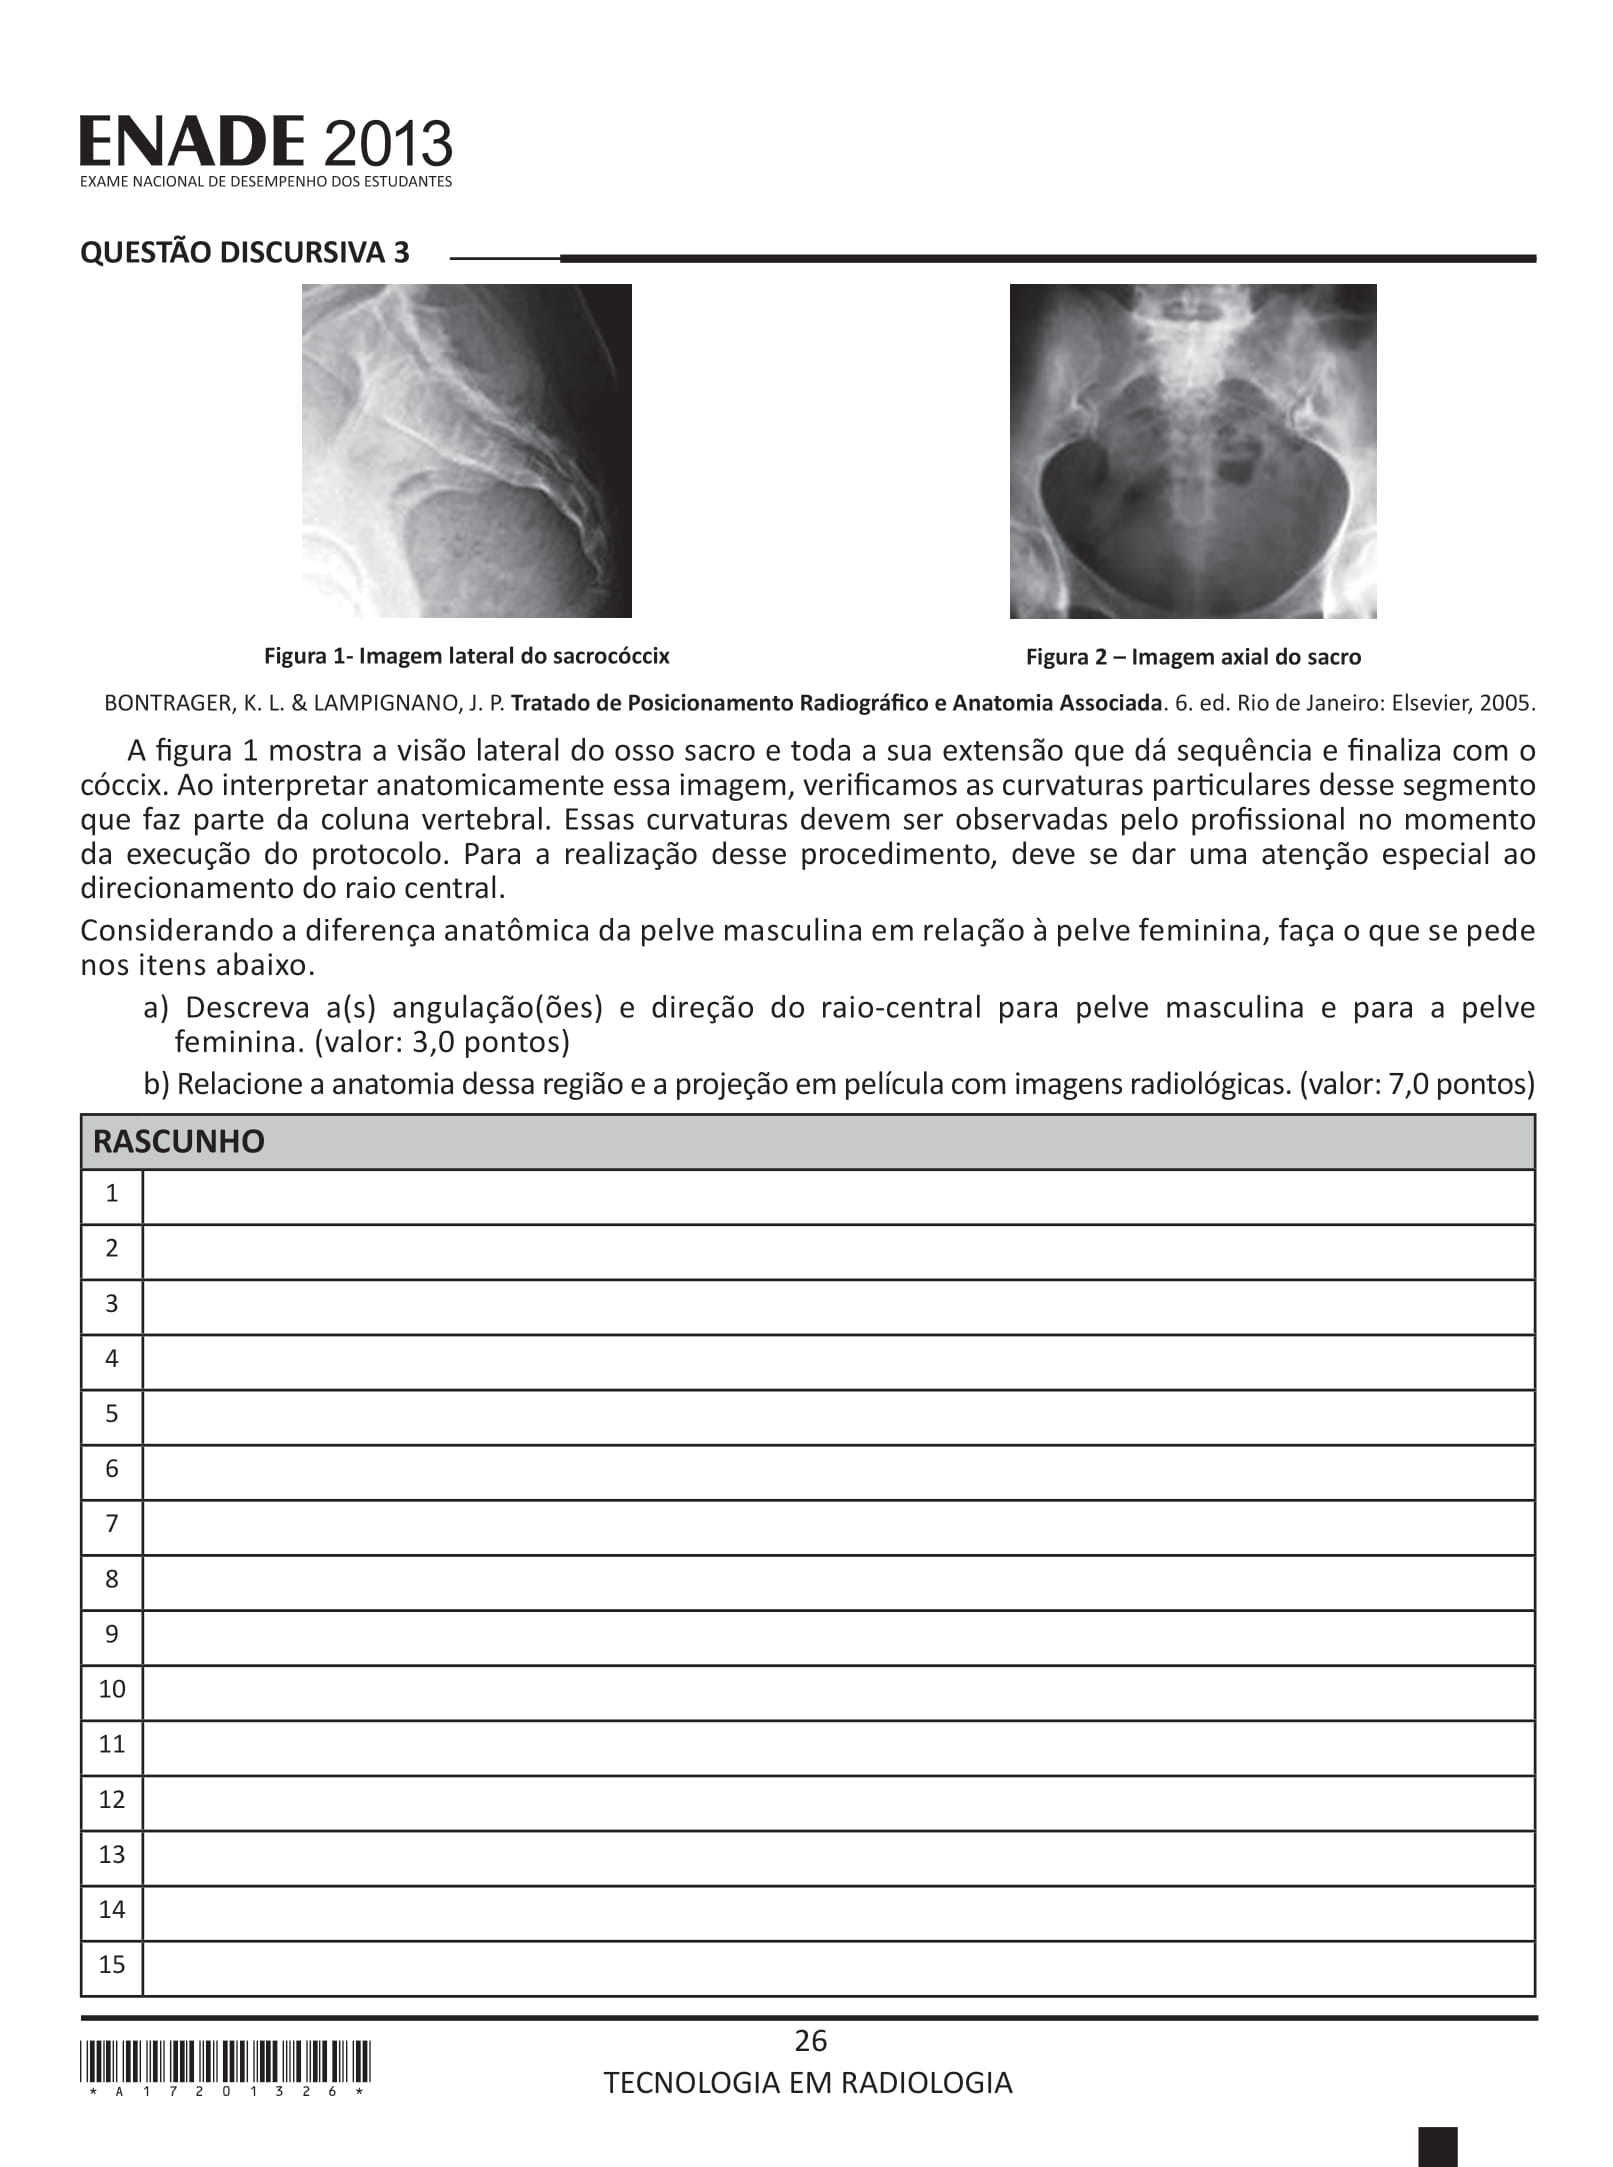 ENADE 2013
EXAME NACIONAL DE DESEMPENHO DOS ESTUDANTES
QUESTÃO DISCURSIVA 3
Figura 1- Imagem lateral do sacrocóccix
Figura 2 – Imagem axial do sacro
BONTRAGER, K. L. & LAMPIGNANO, J. P. Tratado de Posicionamento Radiográfico e Anatomia Associada. 6. ed. Rio de Janeiro: Elsevier, 2005.
A figura 1 mostra a visão lateral do osso sacro e toda a sua extensão que dá sequência e finaliza com o
cóccix. Ao interpretar anatomicamente essa imagem, verificamos as curvaturas particulares desse segmento
que faz parte da coluna vertebral. Essas curvaturas devem ser observadas pelo profissional no momento
da execução do protocolo. Para a realização desse procedimento, deve se dar uma atenção especial ao
direcionamento do raio central.
Considerando a diferença anatômica da pelve masculina em relação à pelve feminina, faça o que se pede
nos itens abaixo.
a) Descreva a(s) angulação(ões) e direção do raio-central para pelve masculina e para a pelve
feminina. (valor: 3,0 pontos)
b) Relacione a anatomia dessa região e a projeção em película com imagens radiológicas. (valor: 7,0 pontos)
RASCUNHO
1
2
3
4
5
6
7
8
9
10
11
12
13
14
15
26
TECNOLOGIA EM RADIOLOGIA
* A 1 7 2 0 1 3 2 6 *